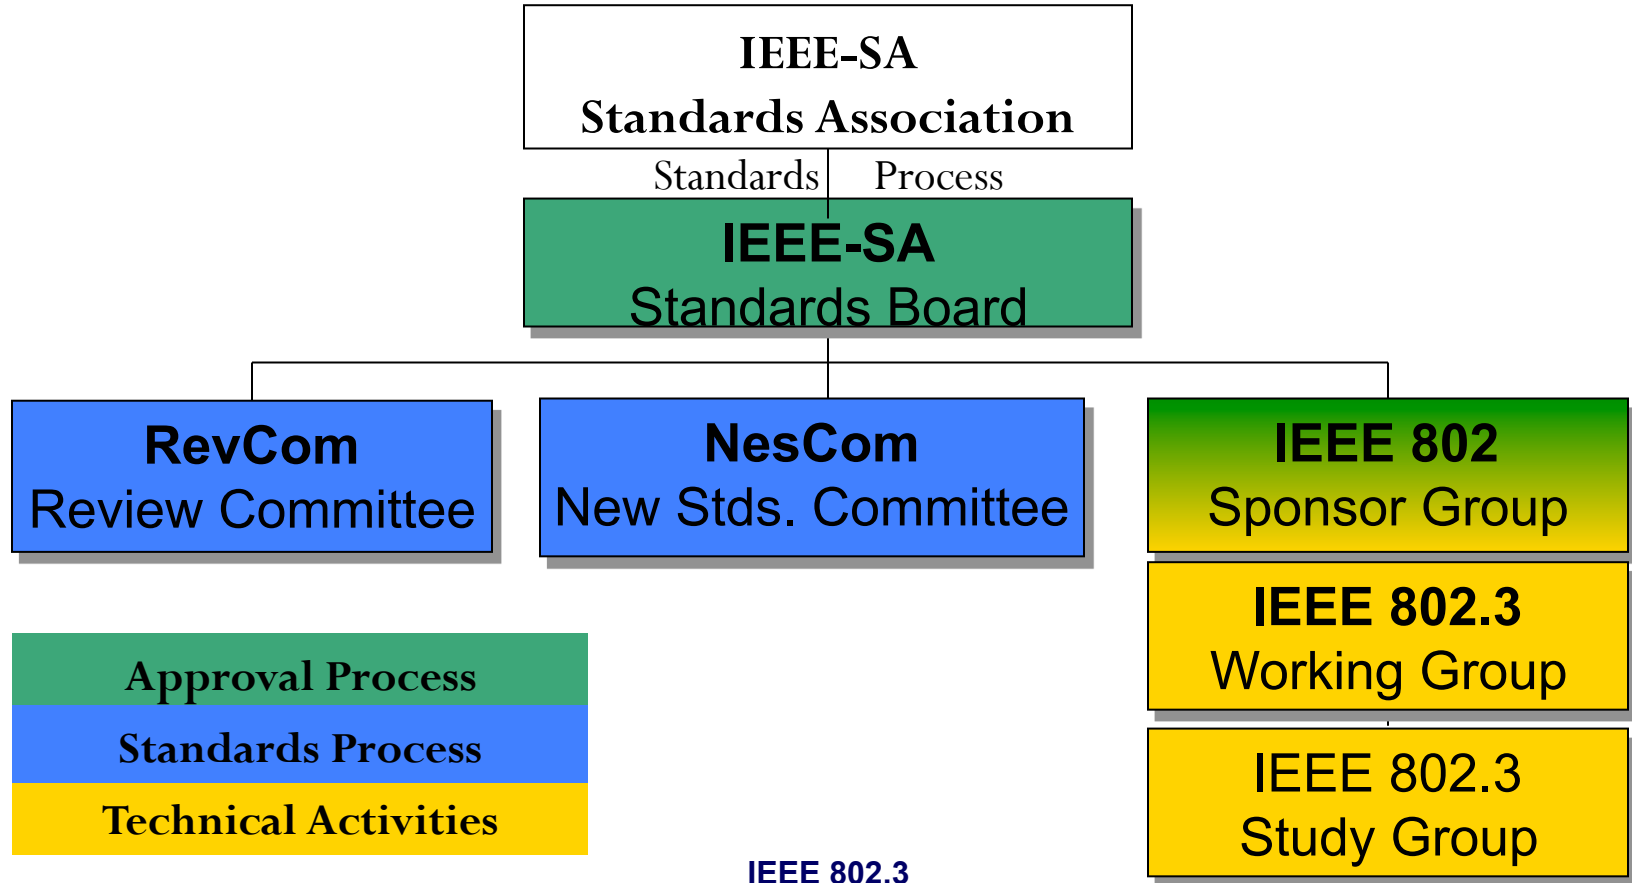 IEEE-SA
Standards Association
Standards Process
IEEE-SA
Standards Board
RevCom
Review Committee
NesCom
New Stds. Committee
IEEE 802
Sponsor Group
IEEE 802.3
Working Group
IEEE 802.3
Study Group
Approval Process
Standards Process
Technical Activities
IEEE 802.3